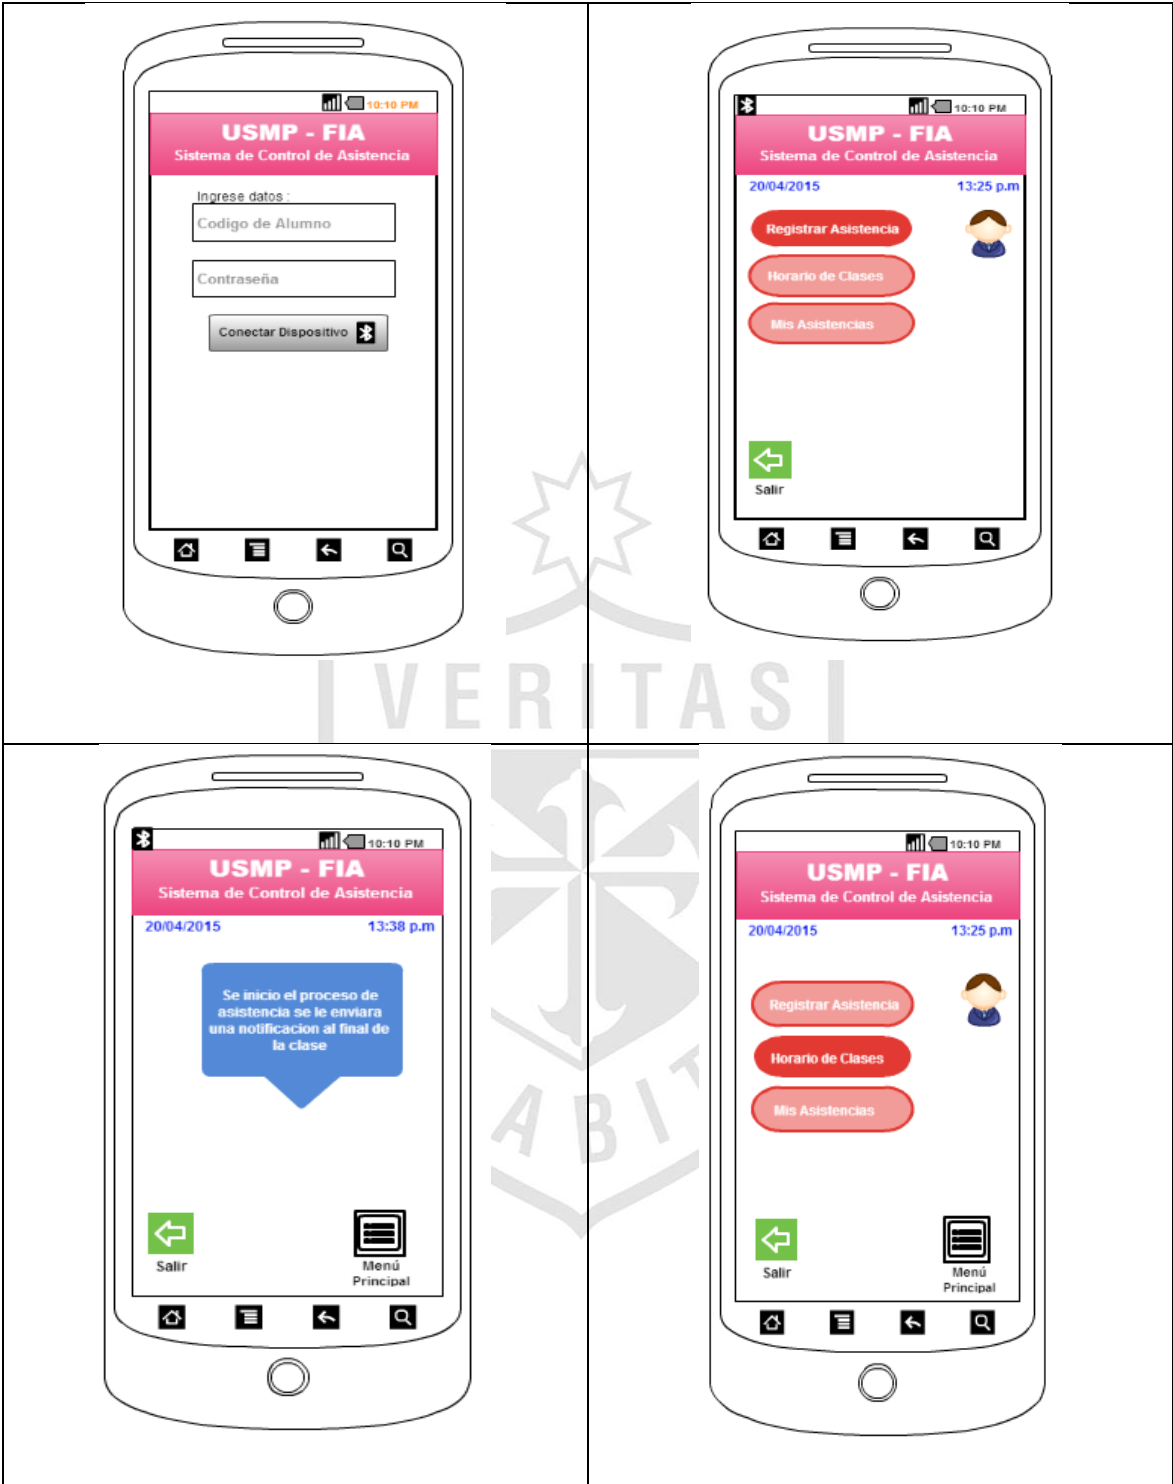 10:10 PM
USMP - FIA
Sistema de Control de Asistencia
Ingrese datos :
Codigo de Alumno
Contraseña
Conectar Dispositivo
10:10 PM
USMP - FIA
Sistema de Control de Asistencia
20/04/2015 13:25 p.m
Registrar Asistencia
Horario de Clases
Mis Asistencias
Salir
VERITAS
10:10 PM
USMP - FIA
Sistema de Control de Asistencia
20/04/2015 13:38 p.m
Se inicio el proceso de
asistencia se le enviara
una notificacion al final de
la clase
Salir
Menú
Principal
10:10 PM
USMP - FIA
Sistema de Control de Asistencia
20/04/2015 13:25 p.m
Registrar Asistencia
Horario de Clases
Mis Asistencias
Salir
Menú
Principal